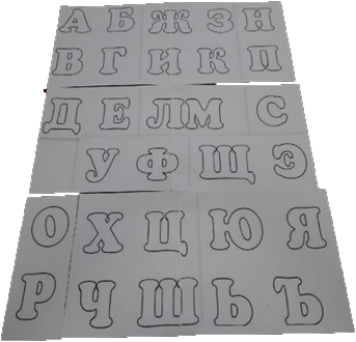 А Б Ж З Н
В Г И К П
Д Е Л М С
У Ф Щ Э
О Х Ц Ю Я
Р Ч Ш Ь Ъ